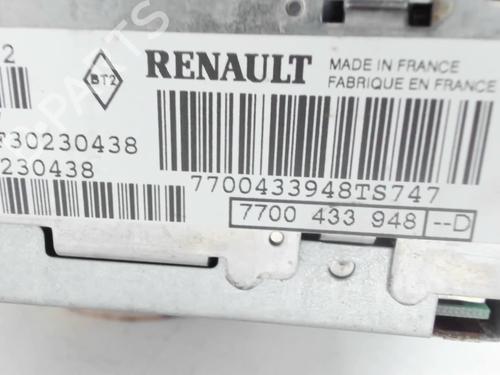 2
BT2
RENAULT
MADE IN FRANCE
FABRIQUE EN FRANCE
F30230438
230438
7700433948TS747
7700 433 948 --D